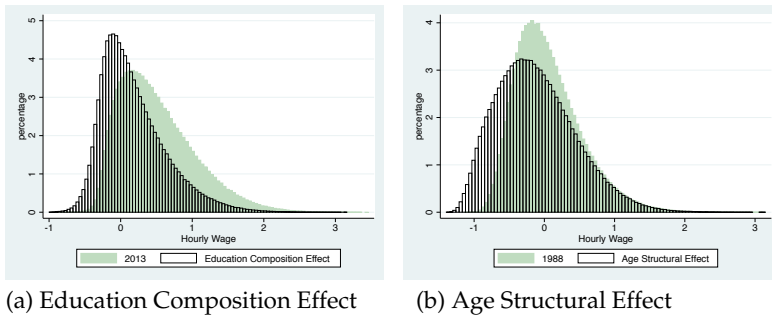 5
4
3
2
1
0
percentage
-1 0 1 2 3
Hourly Wage
2013 Education Composition Effect
(a) Education Composition Effect
4
3
2
1
0
percentage
-1 0 1 2 3
Hourly Wage
1988 Age Structural Effect
(b) Age Structural Effect